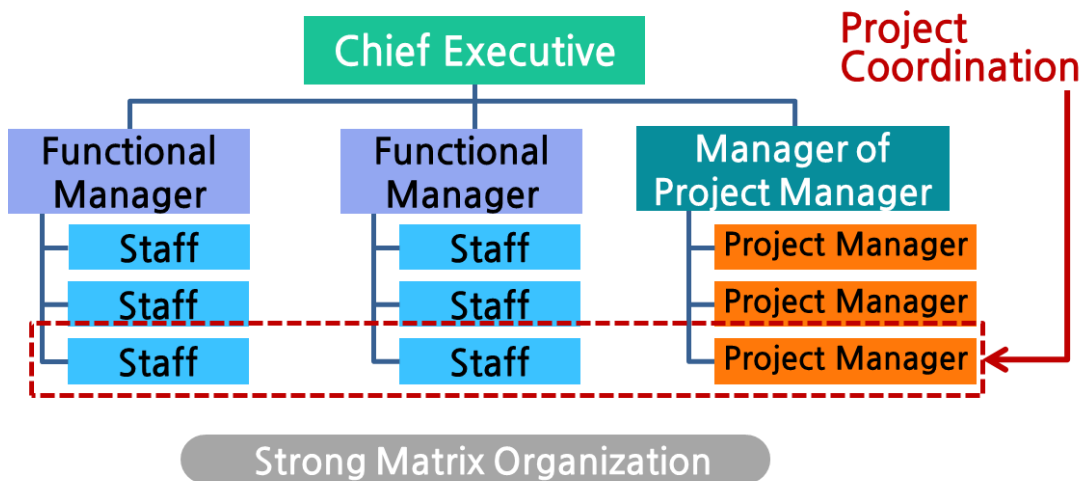 Chief Executive
Project
Coordination
Functional
Manager
Functional
Manager
Manager of
Project Manager
Staff
Staff
Project Manager
Staff
Staff
Project Manager
Staff
Staff
Project Manager
Strong Matrix Organization